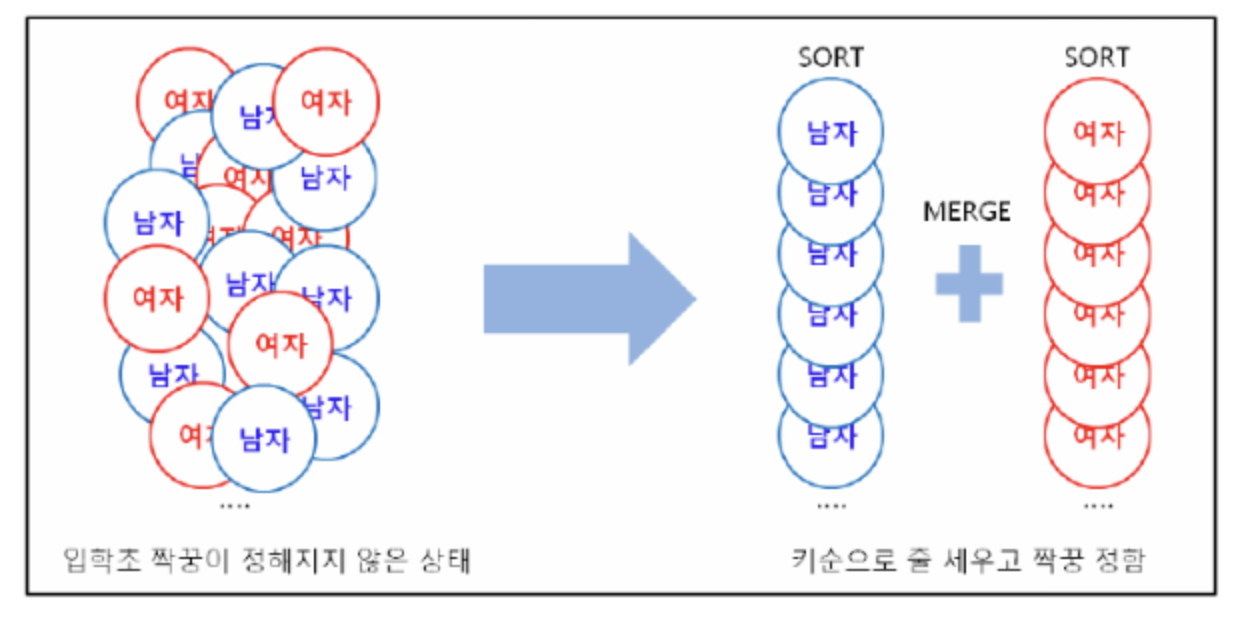 여자
남자
여자
남자
여자
남자
남자
여자
여자
남자
여자
남자
여자
남자
남자
여자
남자
....
입학초 짝꿍이 정해지지 않은 상태
SORT
남자
남자
남자
남자
남자
남자
....
MERGE
SORT
여자
여자
여자
여자
여자
여자
....
키순으로 줄 세우고 짝꿍 정함